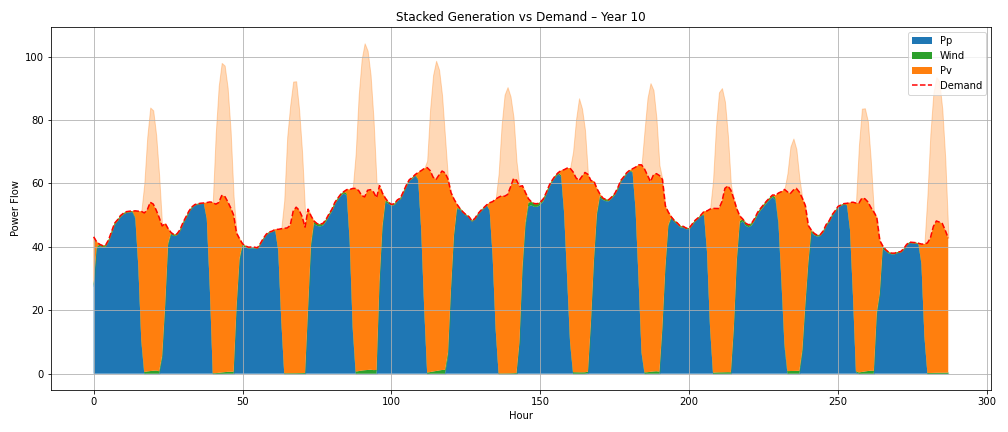 Stacked Generation vs Demand – Year 10
Pp
Wind
Pv
Demand
Power Flow
100
80
60
40
20
0
0 50 100 150 200 250 300
Hour